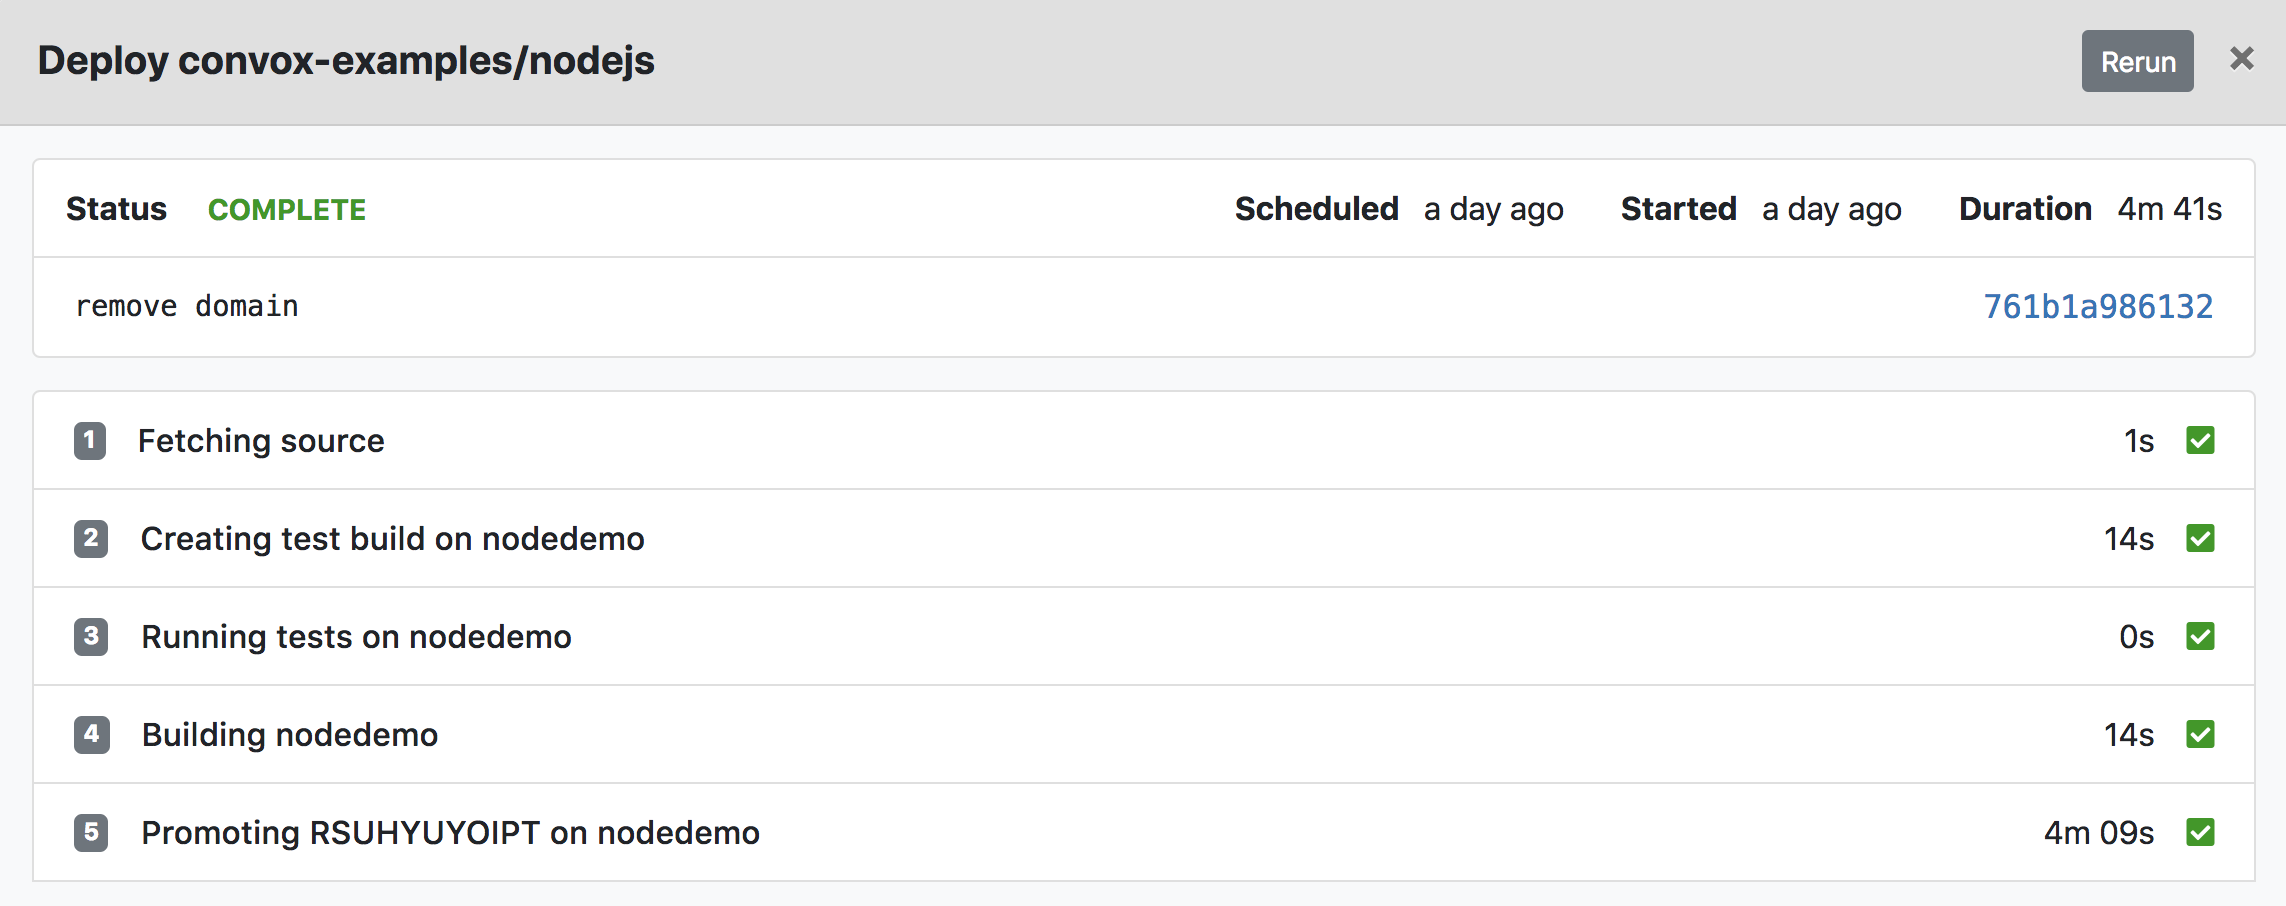 Deploy convox-examples/nodejs Rerun ×
Status COMPLETE Scheduled a day ago Started a day ago Duration 4m 41s
remove domain 761b1a986132
1 Fetching source 1s
2 Creating test build on nodedemo 14s
3 Running tests on nodedemo 0s
4 Building nodedemo 14s
5 Promoting RSUHYUYOIPT on nodedemo 4m 09s